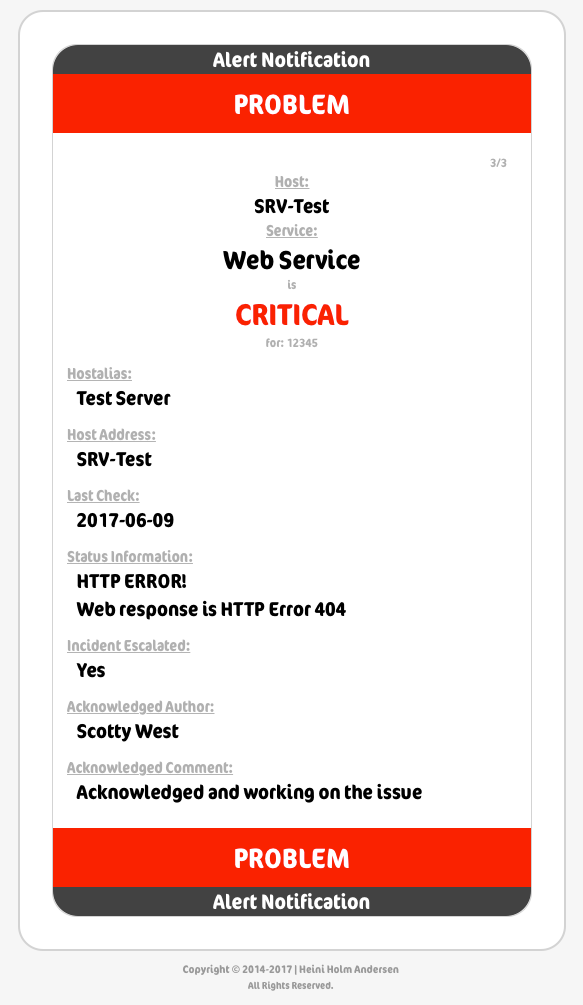 Alert Notification
PROBLEM
3/3
Host:
SRV-Test
Service:
Web Service
is
CRITICAL
for: 12345
Hostalias:
Test Server
Host Address:
SRV-Test
Last Check:
2017-06-09
Status Information:
HTTP ERROR!
Web response is HTTP Error 404
Incident Escalated:
Yes
Acknowledged Author:
Scotty West
Acknowledged Comment:
Acknowledged and working on the issue
PROBLEM
Alert Notification
Copyright © 2014-2017 | Heini Holm Andersen
All Rights Reserved.